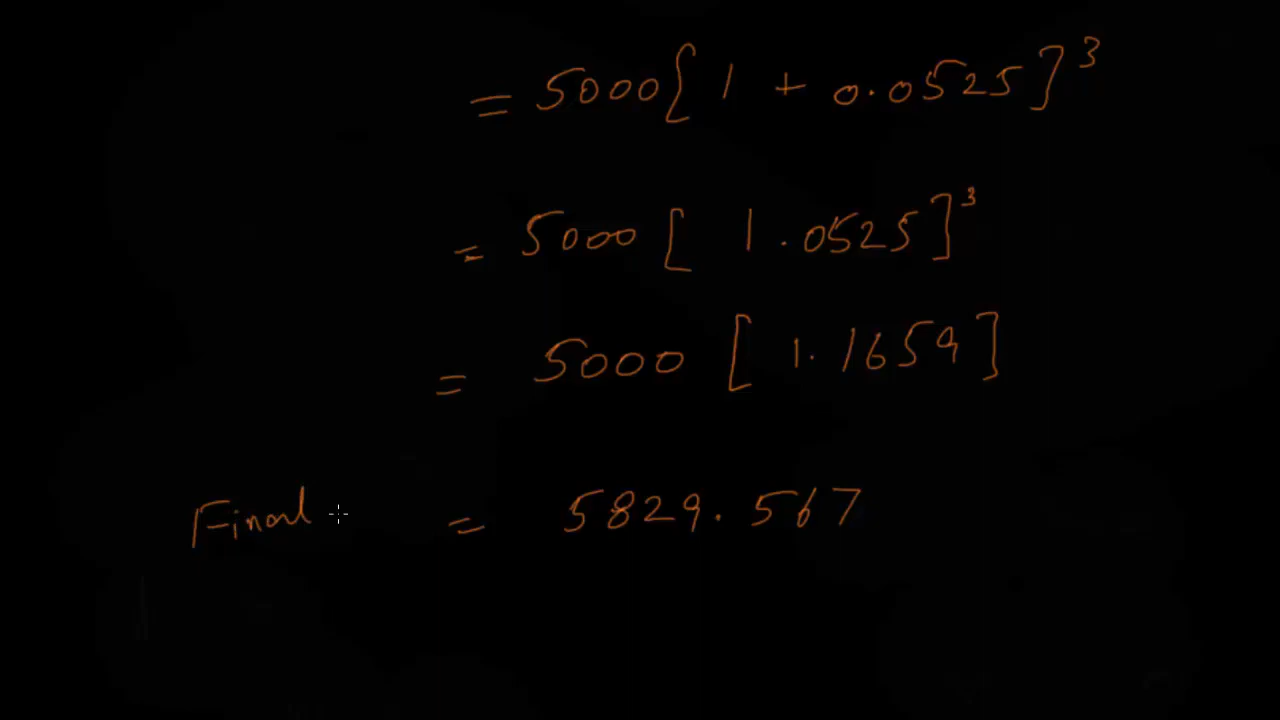 = 5000{1 + 0.0525]³
= 5000[1.0525]³
= 5000[1.1659]
Final = 5829.567